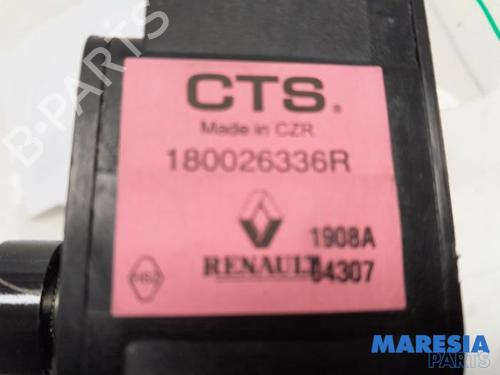 CTS.
Made in CZR
180026336R
1908A
RENAULT 04307
B-PARTS
MARESIA
PARTS